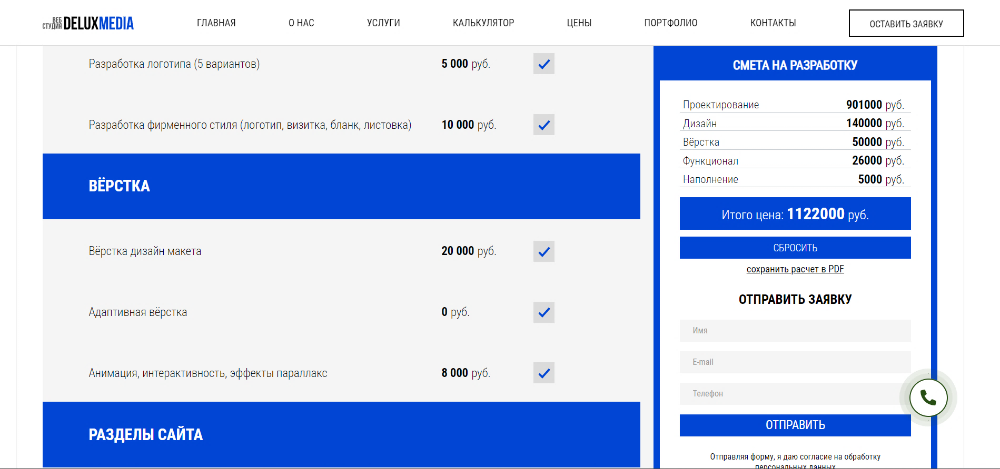 ВЕБ
СТУДИЯ DELUXMEDIA
ГЛАВНАЯ
О НАС
УСЛУГИ
КАЛЬКУЛЯТОР
ЦЕНЫ
ПОРТФОЛИО
КОНТАКТЫ
ОСТАВИТЬ ЗАЯВКУ
Разработка логотипа (5 вариантов) 5 000 руб.
Разработка фирменного стиля (логотип, визитка, бланк, листовка) 10 000 руб.
ВЁРСТКА
Вёрстка дизайн макета 20 000 руб.
Адаптивная вёрстка 0 руб.
Анимация, интерактивность, эффекты параллакс 8 000 руб.
РАЗДЕЛЫ САЙТА
СМЕТА НА РАЗРАБОТКУ
Проектирование 901000 руб.
Дизайн 140000 руб.
Вёрстка 50000 руб.
Функционал 26000 руб.
Наполнение 5000 руб.
Итого цена: 1122000 руб.
СБРОСИТЬ
сохранить расчет в PDF
ОТПРАВИТЬ ЗАЯВКУ
Имя
E-mail
Телефон
ОТПРАВИТЬ
Отправляя форму, я даю согласие на обработку
персональных данных